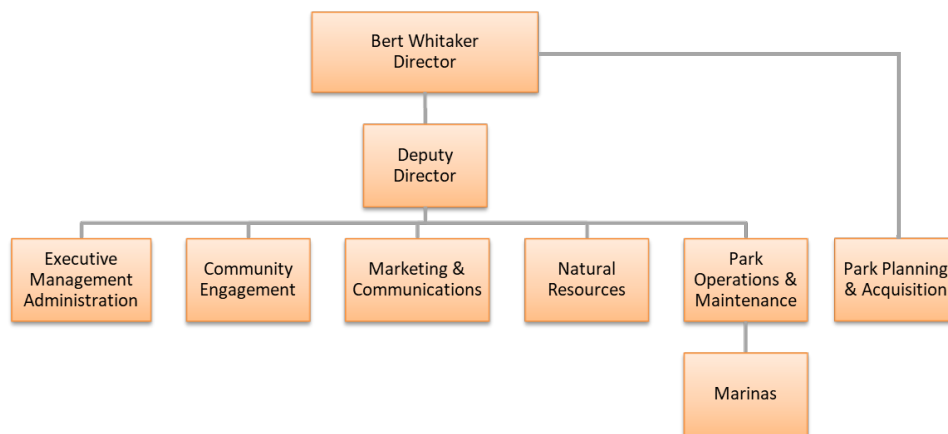 Bert Whitaker
Director
Deputy
Director
Executive
Management
Administration
Community
Engagement
Marketing &
Communications
Natural
Resources
Park
Operations &
Maintenance
Park Planning
& Acquisition
Marinas